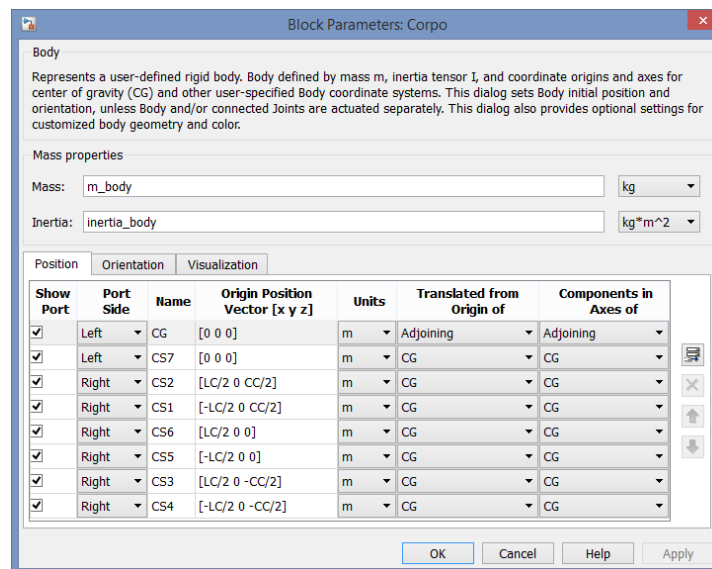 Block Parameters: Corpo
Body
Represents a user-defined rigid body. Body defined by mass m, inertia tensor I, and coordinate origins and axes for
center of gravity (CG) and other user-specified Body coordinate systems. This dialog sets Body initial position and
orientation, unless Body and/or connected Joints are actuated separately. This dialog also provides optional settings for
customized body geometry and color.
Mass properties
Mass: m_body kg
Inertia: inertia_body kg*m^2
Position Orientation Visualization
Show Port Origin Position Translated from Components in
Port Side Name Vector [x y z] Units Origin of Axes of
Left CG [0 0 0] m Adjoining Adjoining
Left CS7 [0 0 0] m CG CG
Right CS2 [LC/2 0 CC/2] m CG CG
Right CS1 [-LC/2 0 CC/2] m CG CG
Right CS6 [LC/2 0 0] m CG CG
Right CS5 [-LC/2 0 0] m CG CG
Right CS3 [LC/2 0 -CC/2] m CG CG
Right CS4 [-LC/2 0 -CC/2] m CG CG
OK Cancel Help Apply